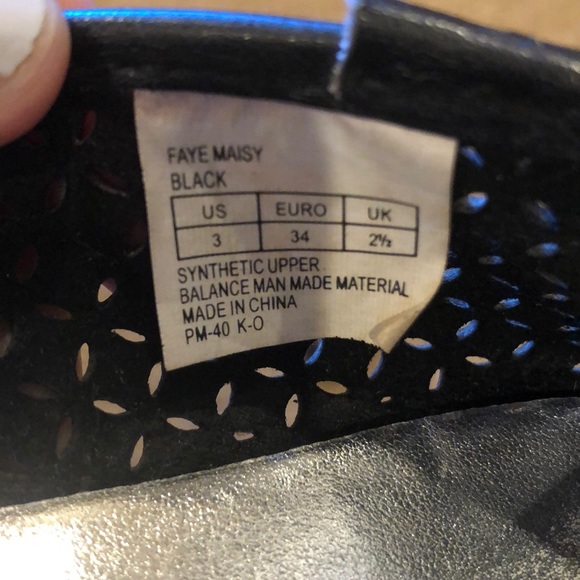 FAYE MAISY
BLACK
US EURO UK
3 34 2½
SYNTHETIC UPPER
BALANCE MAN MADE MATERIAL
MADE IN CHINA
PM-40 K-O